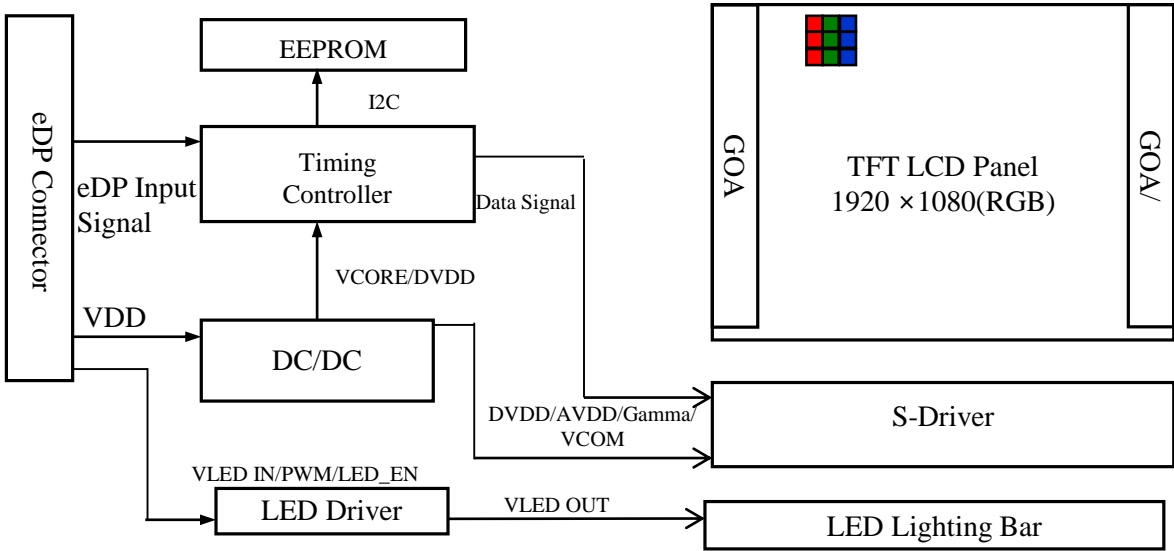 EEPROM
I2C
eDP Connector
eDP Input
Signal
Timing
Controller
Data Signal
VCORE/DVDD
VDD
DC/DC
DVDD/AVDD/Gamma/
VCOM
VLED IN/PWM/LED_EN
LED Driver
VLED OUT
GOA
TFT LCD Panel
1920 ×1080(RGB)
GOA/
S-Driver
LED Lighting Bar